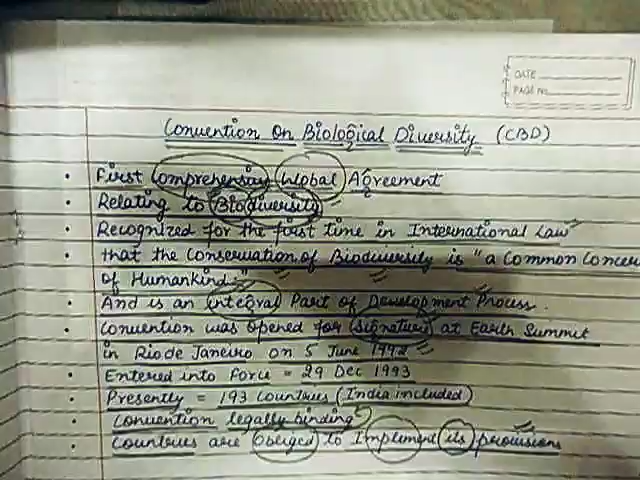 DATE
PAGE No.
Convention On Biological Diversity (CBD)
• First Comprehensive Global Agreement
• Relating to Biodiversity
• Recognized for the first time in International Law
• that the Conservation of Biodiversity is "a Common Concer
of Humankind."
• And is an integral Part of Development Process.
• Convention was opened for Signature at Earth Summit
in Rio de Janeiro on 5 June 1992
• Entered into force = 29 Dec 1993
• Presently = 193 countries (India included)
• Convention legally binding
• Countries are Obliged to Impliment its provisions